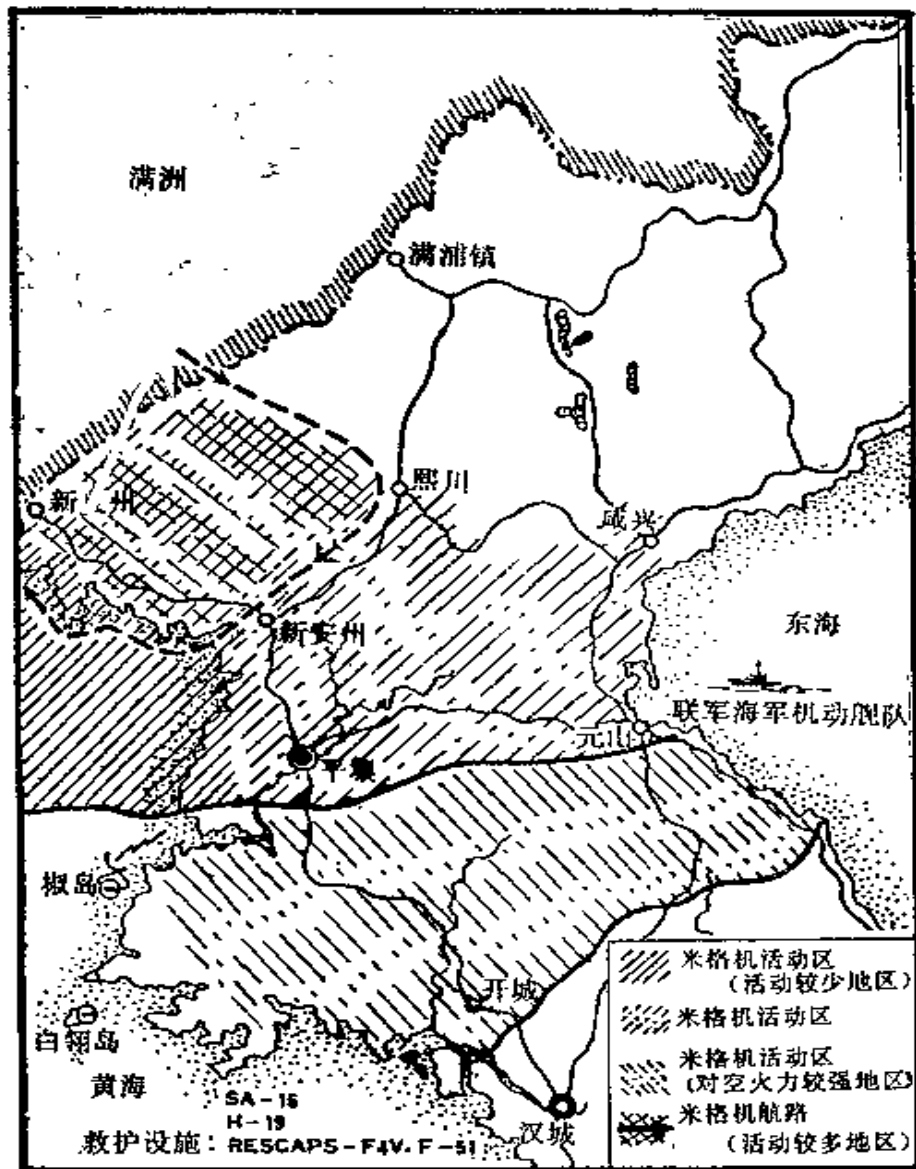 满洲
满浦镇
熙川
新 州
咸兴
新安州
东海
联军海军机动舰队
元山
平壤
椒岛
开城
白翎岛
黄海
汉城
SA-16
H-19
救护设施：RESCAPS-F4V. F-51
米格机活动区
（活动较少地区）
米格机活动区
米格机活动区
（对空火力较强地区）
米格机航路
（活动较多地区）